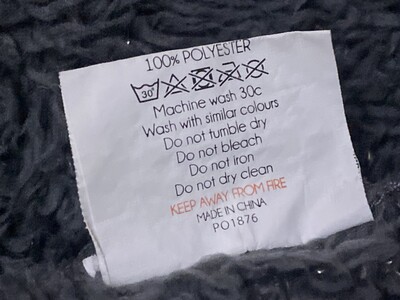 100% POLYESTER
30°
Machine wash 30c
Wash with similar colours
Do not tumble dry
Do not bleach
Do not iron
Do not dry clean
KEEP AWAY FROM FIRE
MADE IN CHINA
PO1876